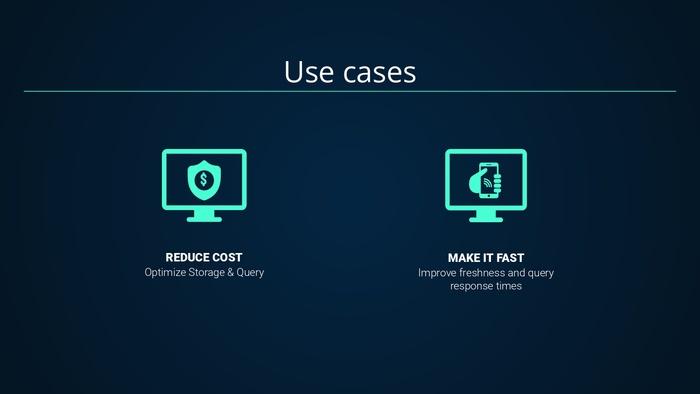 Use cases
$
REDUCE COST
Optimize Storage & Query
MAKE IT FAST
Improve freshness and query
response times